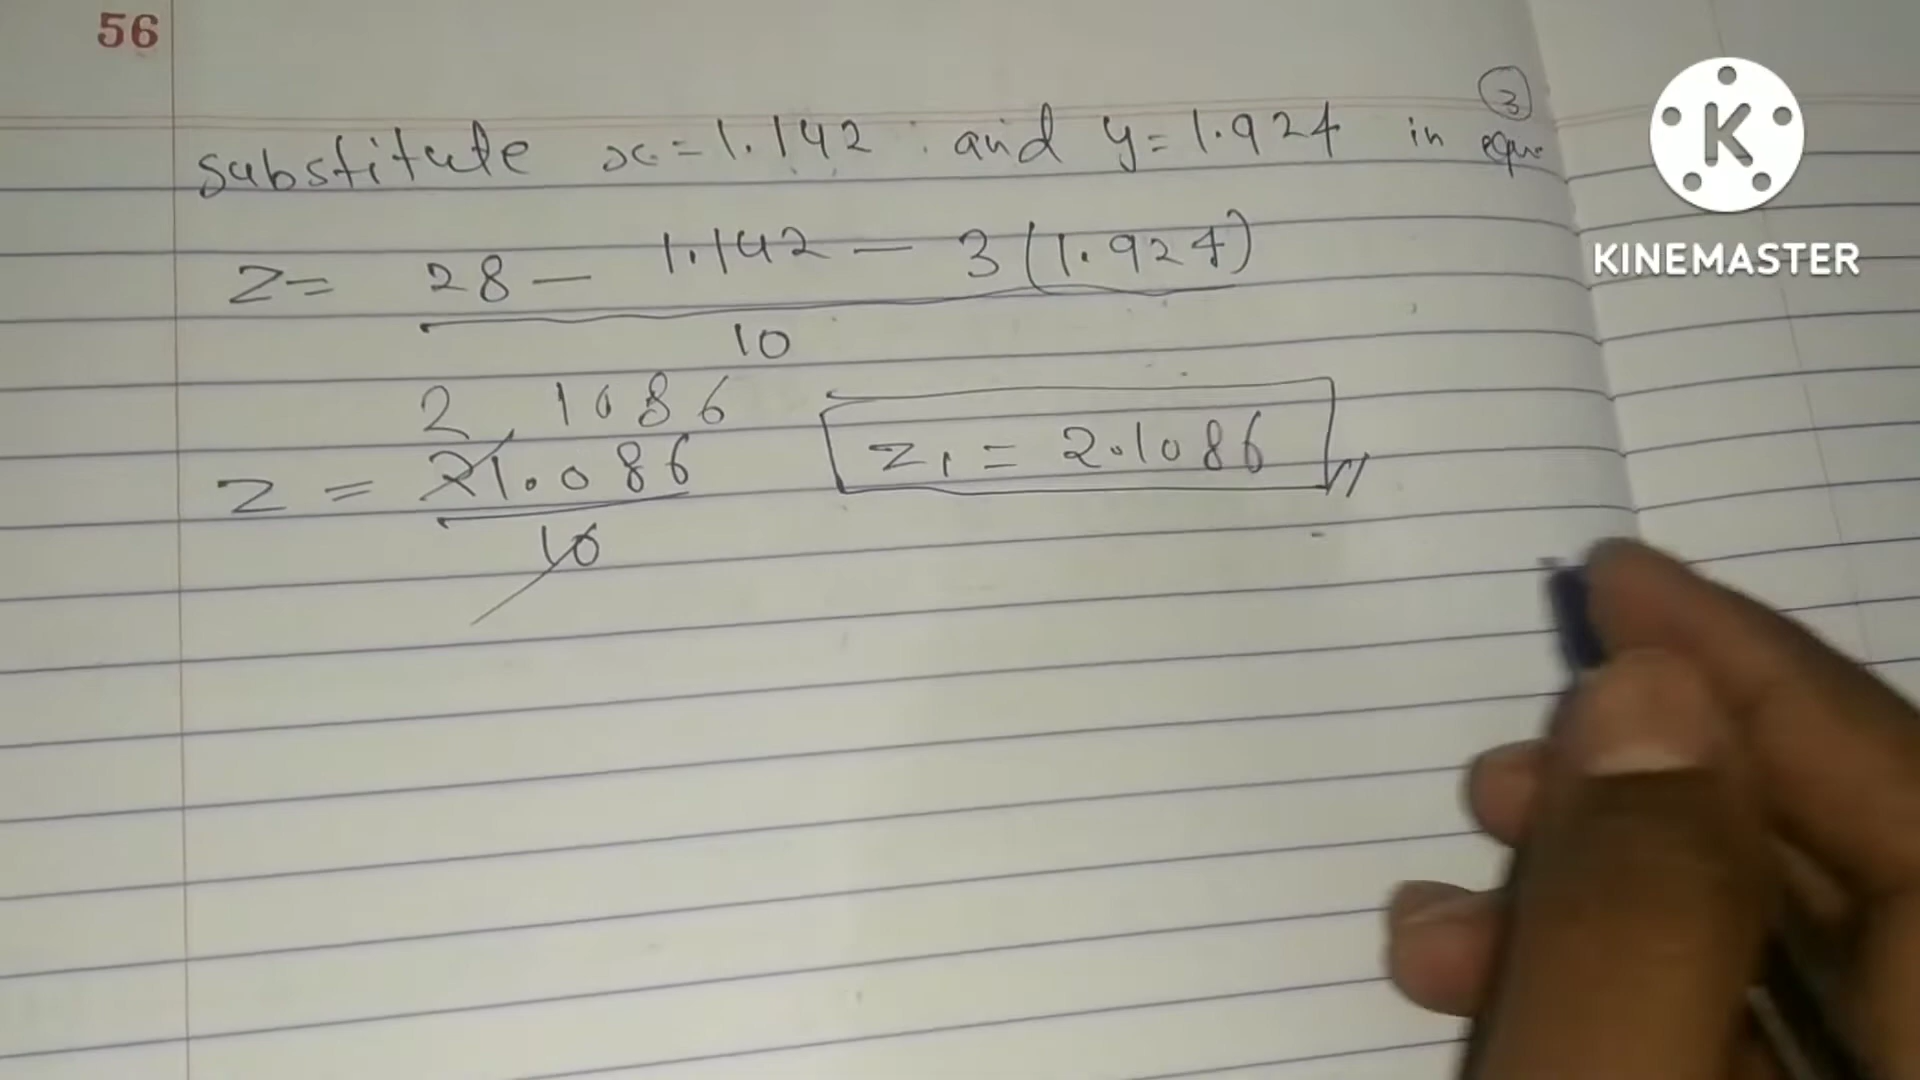 56
substitute x = 1.142 and y = 1.924 in eqn (3)
K
KINEMASTER
z = 28 - 1.142 - 3(1.924)
10
2.1086
z = 21.086
10
z₁ = 2.1086